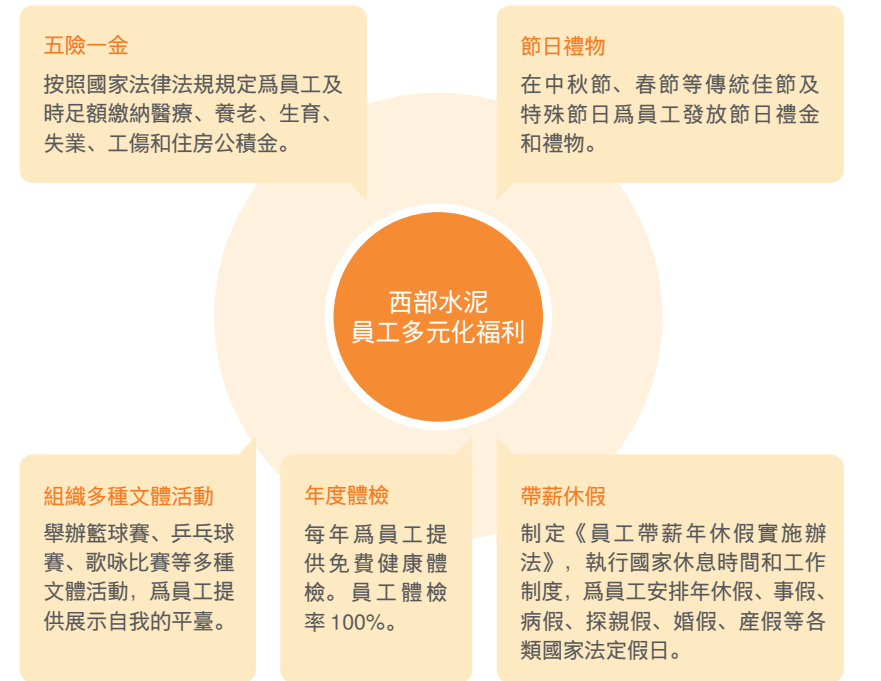 五險一金
按照國家法律法規規定爲員工及
時足額繳納醫療、養老、生育、
失業、工傷和住房公積金。
節日禮物
在中秋節、春節等傳統佳節及
特殊節日爲員工發放節日禮金
和禮物。
西部水泥
員工多元化福利
組織多種文體活動
舉辦籃球賽、乒乓球
賽、歌咏比賽等多種
文體活動，爲員工提
供展示自我的平臺。
年度體檢
每年爲員工提
供免費健康體
檢。員工體檢
率100%。
帶薪休假
制定《員工帶薪年休假實施辦
法》，執行國家休息時間和工作
制度，爲員工安排年休假、事假、
病假、探親假、婚假、産假等各
類國家法定假日。